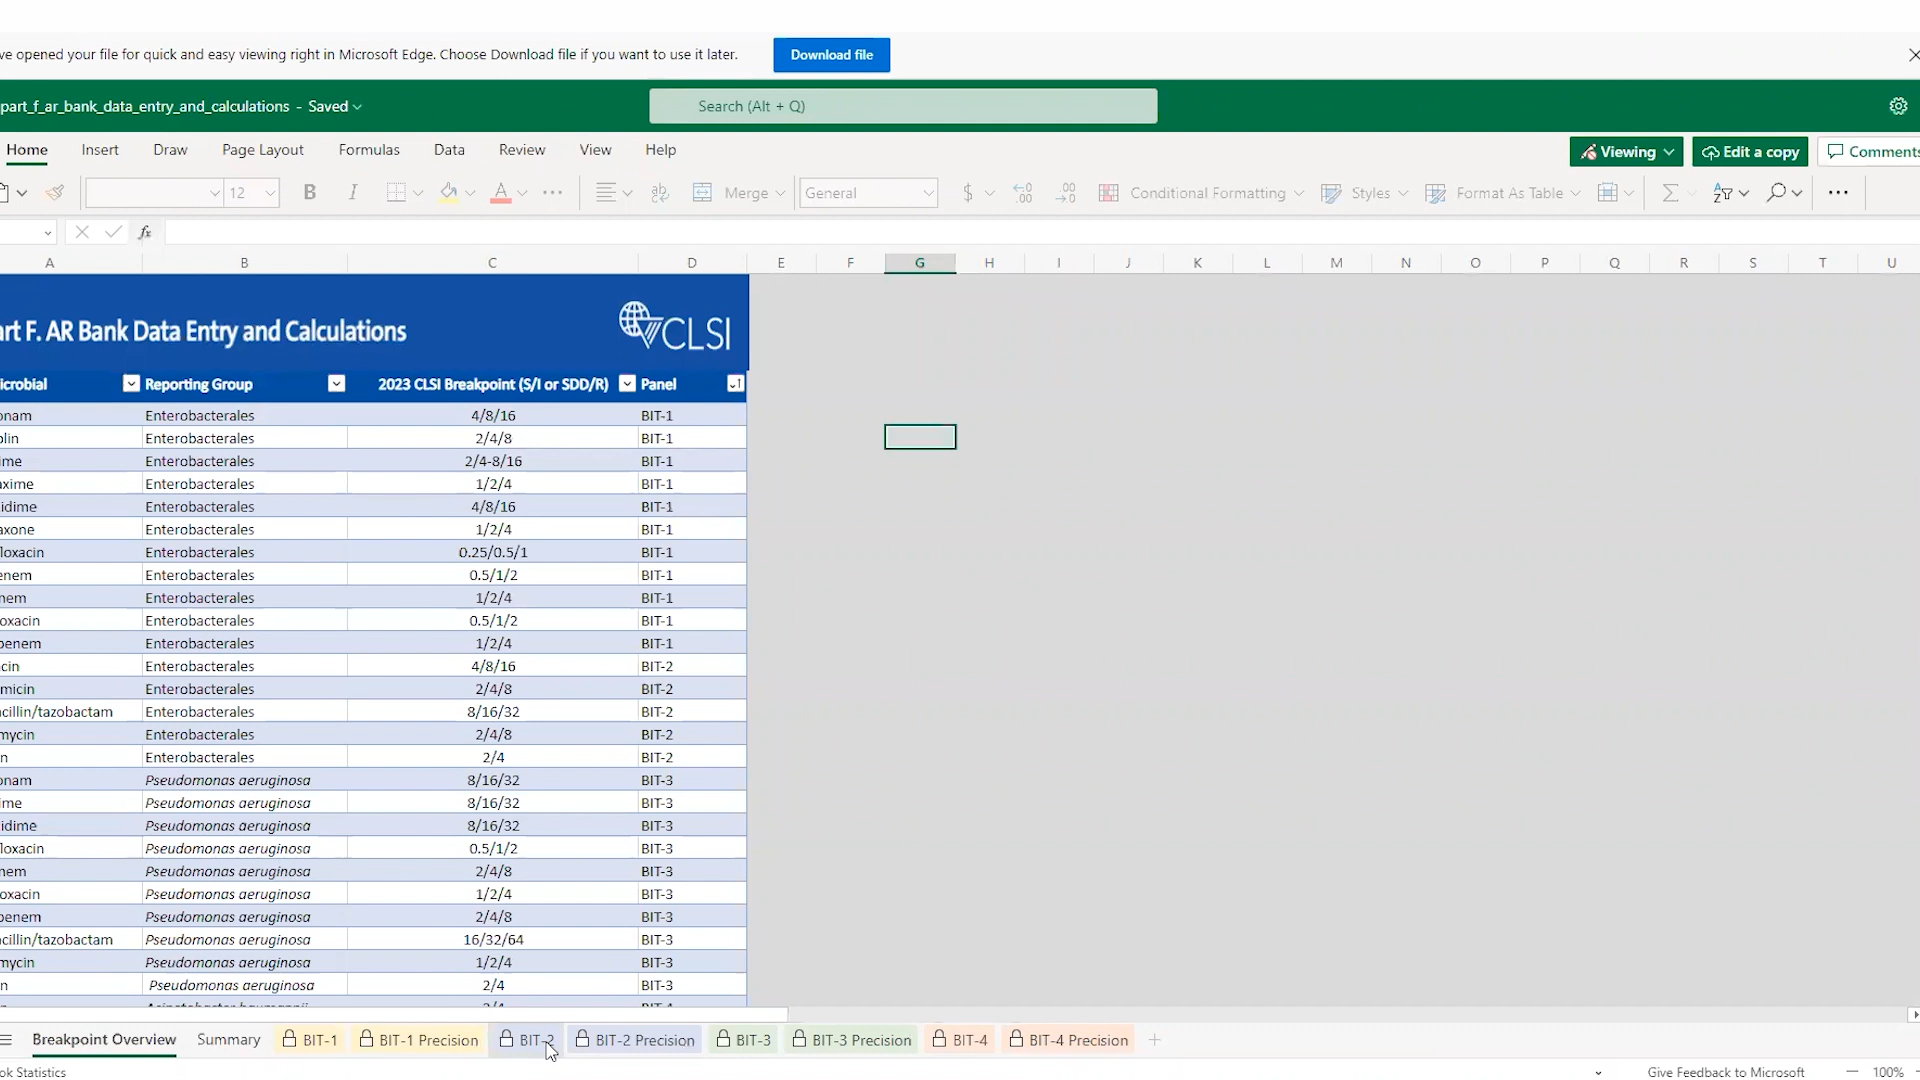 ve opened your file for quick and easy viewing right in Microsoft Edge. Choose Download file if you want to use it later. Download file
part_f_ar_bank_data_entry_and_calculations - Saved Search (Alt + Q)
Home Insert Draw Page Layout Formulas Data Review View Help Viewing Edit a copy Comments
12 B I Merge General $ Conditional Formatting Styles Format As Table
fx
A B C D E F G H I J K L M N O P Q R S T U
art F. AR Bank Data Entry and Calculations CLSI
icrobial Reporting Group 2023 CLSI Breakpoint (S/I or SDD/R) Panel
onam Enterobacterales 4/8/16 BIT-1
olin Enterobacterales 2/4/8 BIT-1
ime Enterobacterales 2/4-8/16 BIT-1
axime Enterobacterales 1/2/4 BIT-1
idime Enterobacterales 4/8/16 BIT-1
axone Enterobacterales 1/2/4 BIT-1
loxacin Enterobacterales 0.25/0.5/1 BIT-1
enem Enterobacterales 0.5/1/2 BIT-1
nem Enterobacterales 1/2/4 BIT-1
oxacin Enterobacterales 0.5/1/2 BIT-1
penem Enterobacterales 1/2/4 BIT-1
cin Enterobacterales 4/8/16 BIT-2
micin Enterobacterales 2/4/8 BIT-2
cillin/tazobactam Enterobacterales 8/16/32 BIT-2
mycin Enterobacterales 2/4/8 BIT-2
n Enterobacterales 2/4 BIT-2
onam Pseudomonas aeruginosa 8/16/32 BIT-3
ime Pseudomonas aeruginosa 8/16/32 BIT-3
idime Pseudomonas aeruginosa 8/16/32 BIT-3
loxacin Pseudomonas aeruginosa 0.5/1/2 BIT-3
nem Pseudomonas aeruginosa 2/4/8 BIT-3
oxacin Pseudomonas aeruginosa 1/2/4 BIT-3
penem Pseudomonas aeruginosa 2/4/8 BIT-3
cillin/tazobactam Pseudomonas aeruginosa 16/32/64 BIT-3
mycin Pseudomonas aeruginosa 1/2/4 BIT-3
n Pseudomonas aeruginosa 2/4 BIT-3
Breakpoint Overview Summary BIT-1 BIT-1 Precision BIT-2 BIT-2 Precision BIT-3 BIT-3 Precision BIT-4 BIT-4 Precision
ok Statistics Give Feedback to Microsoft 100%